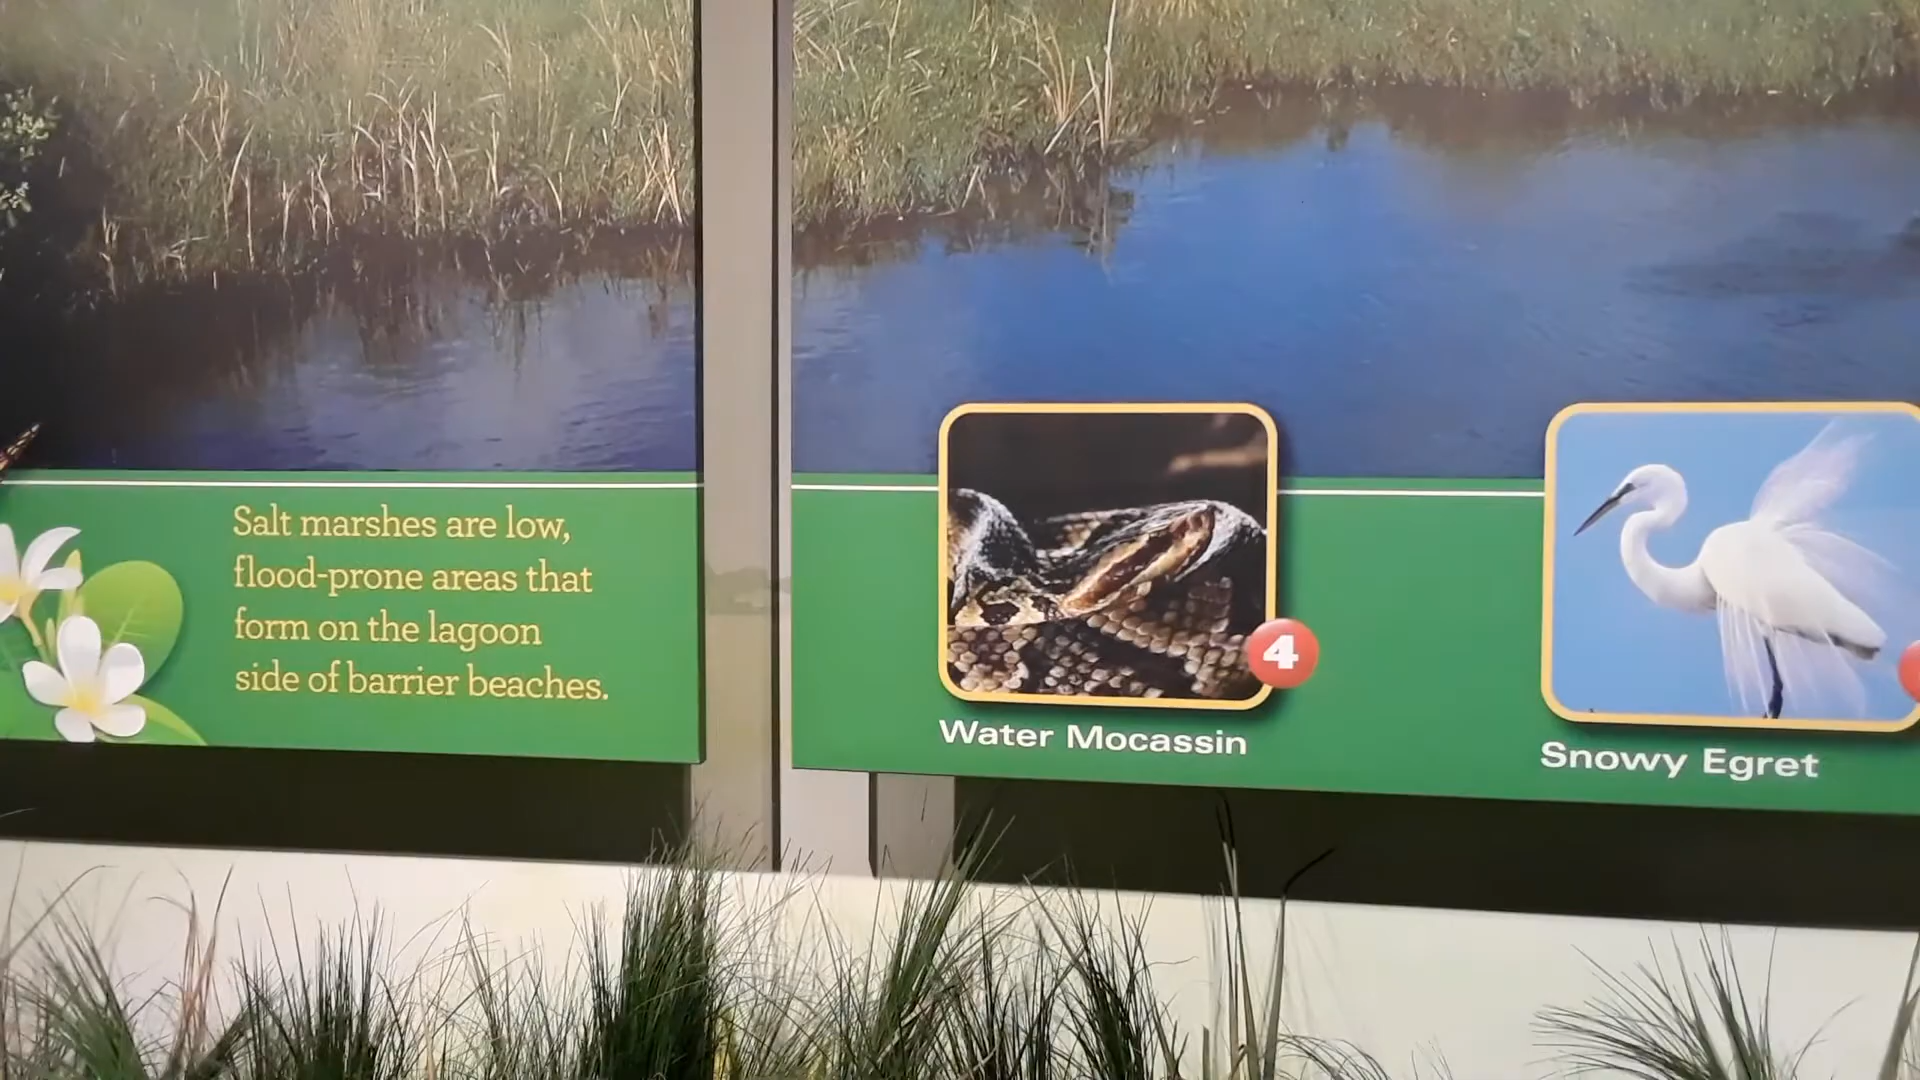 Salt marshes are low,
flood-prone areas that
form on the lagoon
side of barrier beaches.
4
Water Mocassin
Snowy Egret